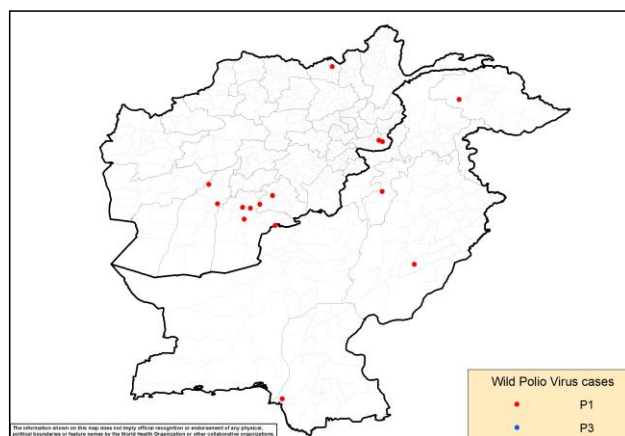 Wild Polio Virus cases
P1
P3
The information shown on this map does not imply official recognition or endorsement of any physical,
political boundaries or feature names by the World Health Organization or other collaborative organizations.